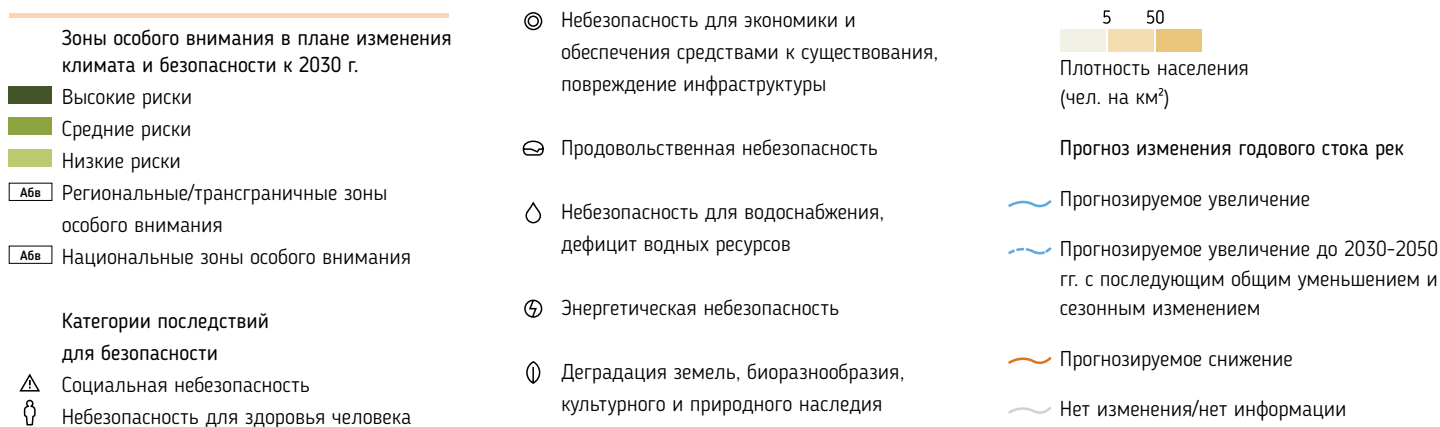 Зоны особого внимания в плане изменения
климата и безопасности к 2030 г.
Высокие риски
Средние риски
Низкие риски
Абв Региональные/трансграничные зоны
особого внимания
Абв Национальные зоны особого внимания
Категории последствий
для безопасности
Социальная небезопасность
Небезопасность для здоровья человека
Небезопасность для экономики и
обеспечения средствами к существования,
повреждение инфраструктуры
Продовольственная небезопасность
Небезопасность для водоснабжения,
дефицит водных ресурсов
Энергетическая небезопасность
Деградация земель, биоразнообразия,
культурного и природного наследия
5 50
Плотность населения
(чел. на км²)
Прогноз изменения годового стока рек
Прогнозируемое увеличение
Прогнозируемое увеличение до 2030-2050
гг. с последующим общим уменьшением и
сезонным изменением
Прогнозируемое снижение
Нет изменения/нет информации